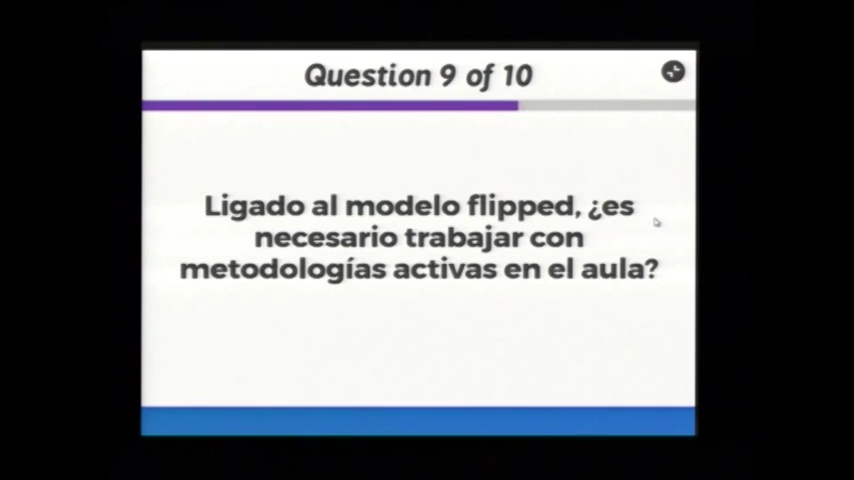 Question 9 of 10
Ligado al modelo flipped, ¿es
necesario trabajar con
metodologías activas en el aula?